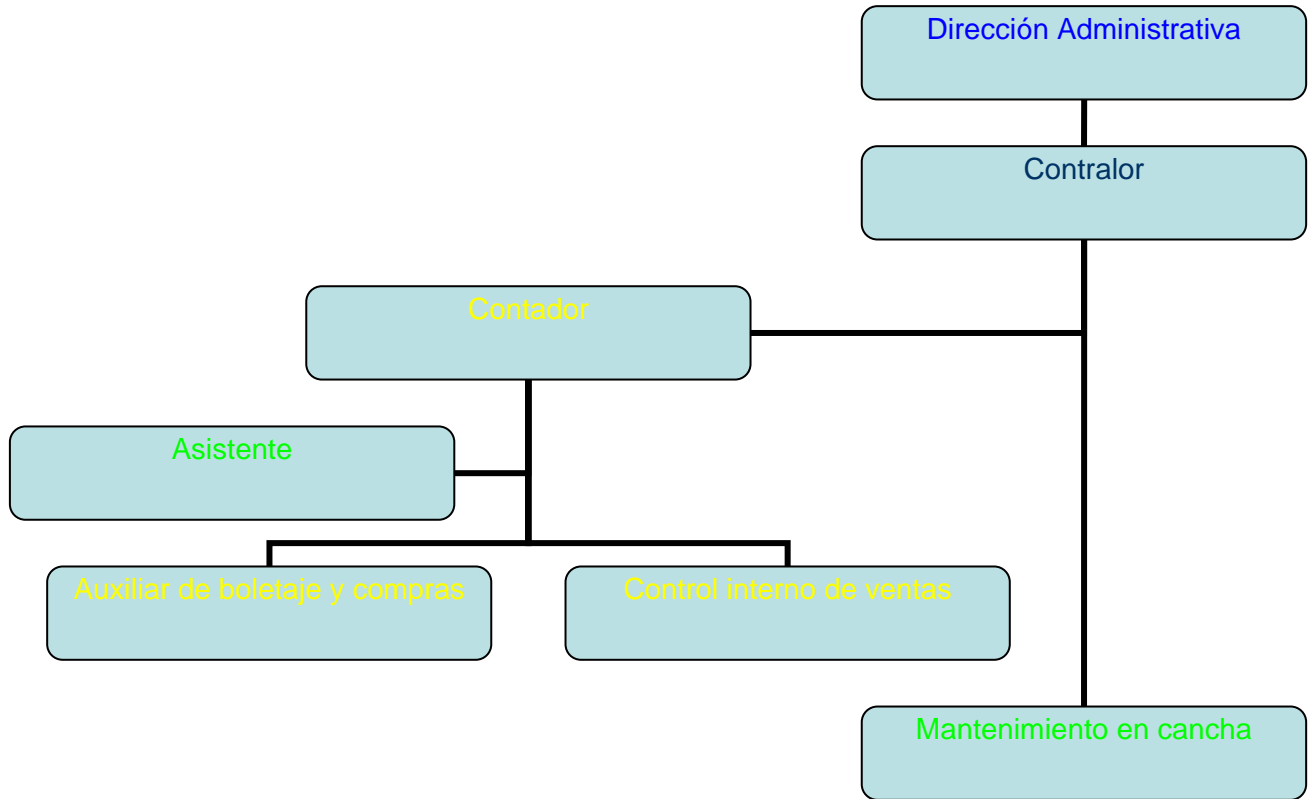 Dirección Administrativa
Contralor
Contador
Asistente
Auxiliar de boletaje y compras
Control interno de ventas
Mantenimiento en cancha